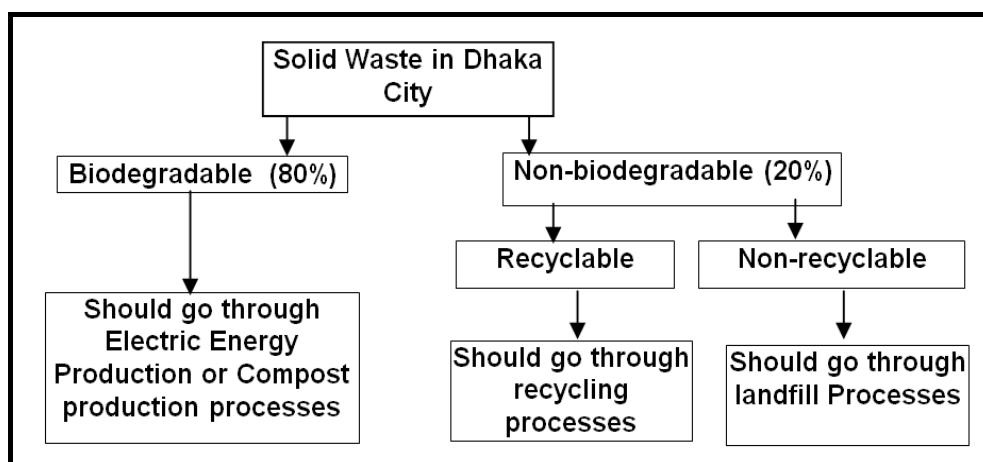 Solid Waste in Dhaka
City
Biodegradable (80%)
Non-biodegradable (20%)
Recyclable
Non-recyclable
Should go through
Electric Energy
Production or Compost
production processes
Should go through
recycling
processes
Should go through
landfill Processes